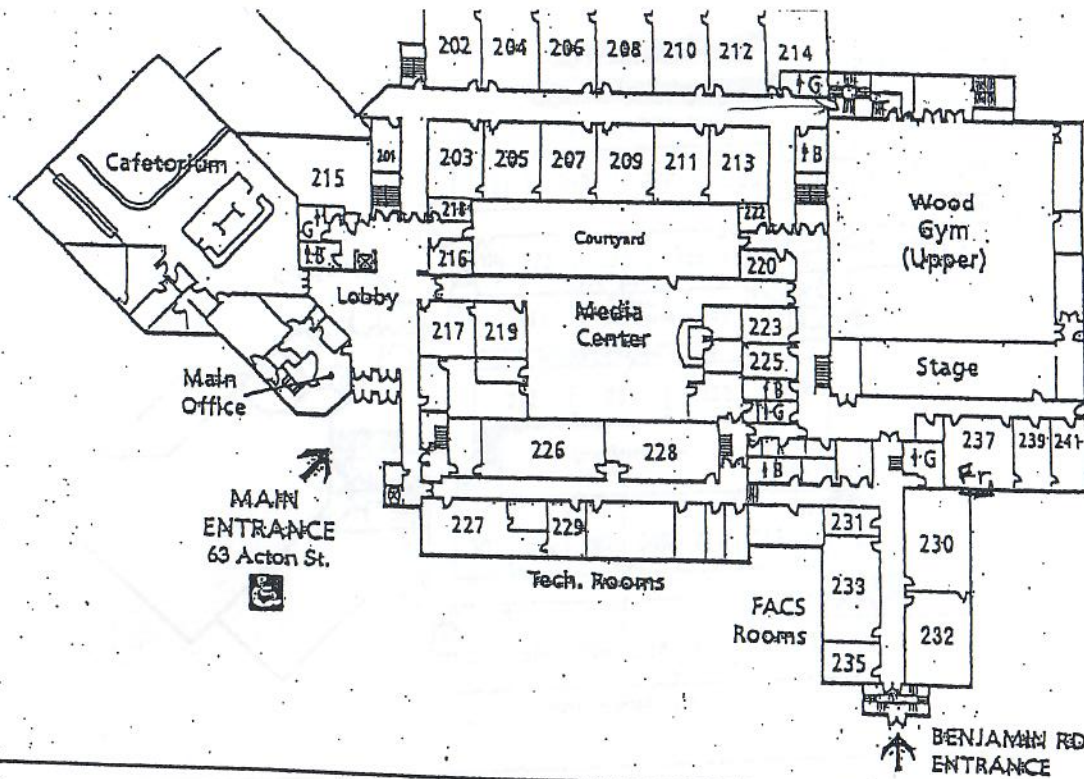 202 204 206 208 210 212 214
G
Cafetorium
201 203 205 207 209 211 213 B
215
Wood
Gym
(Upper)
218 222
G
Courtyard
B 216 220
Lobby
Media
Center
217 219 223
225
Stage
Main
Office
B
G
226 228
237 239 241
G
B
MAIN
ENTRANCE
63 Acton St.
227 229 231 230
Tech. Rooms
233
FACS
Rooms
232
235
BENJAMIN RD
ENTRANCE